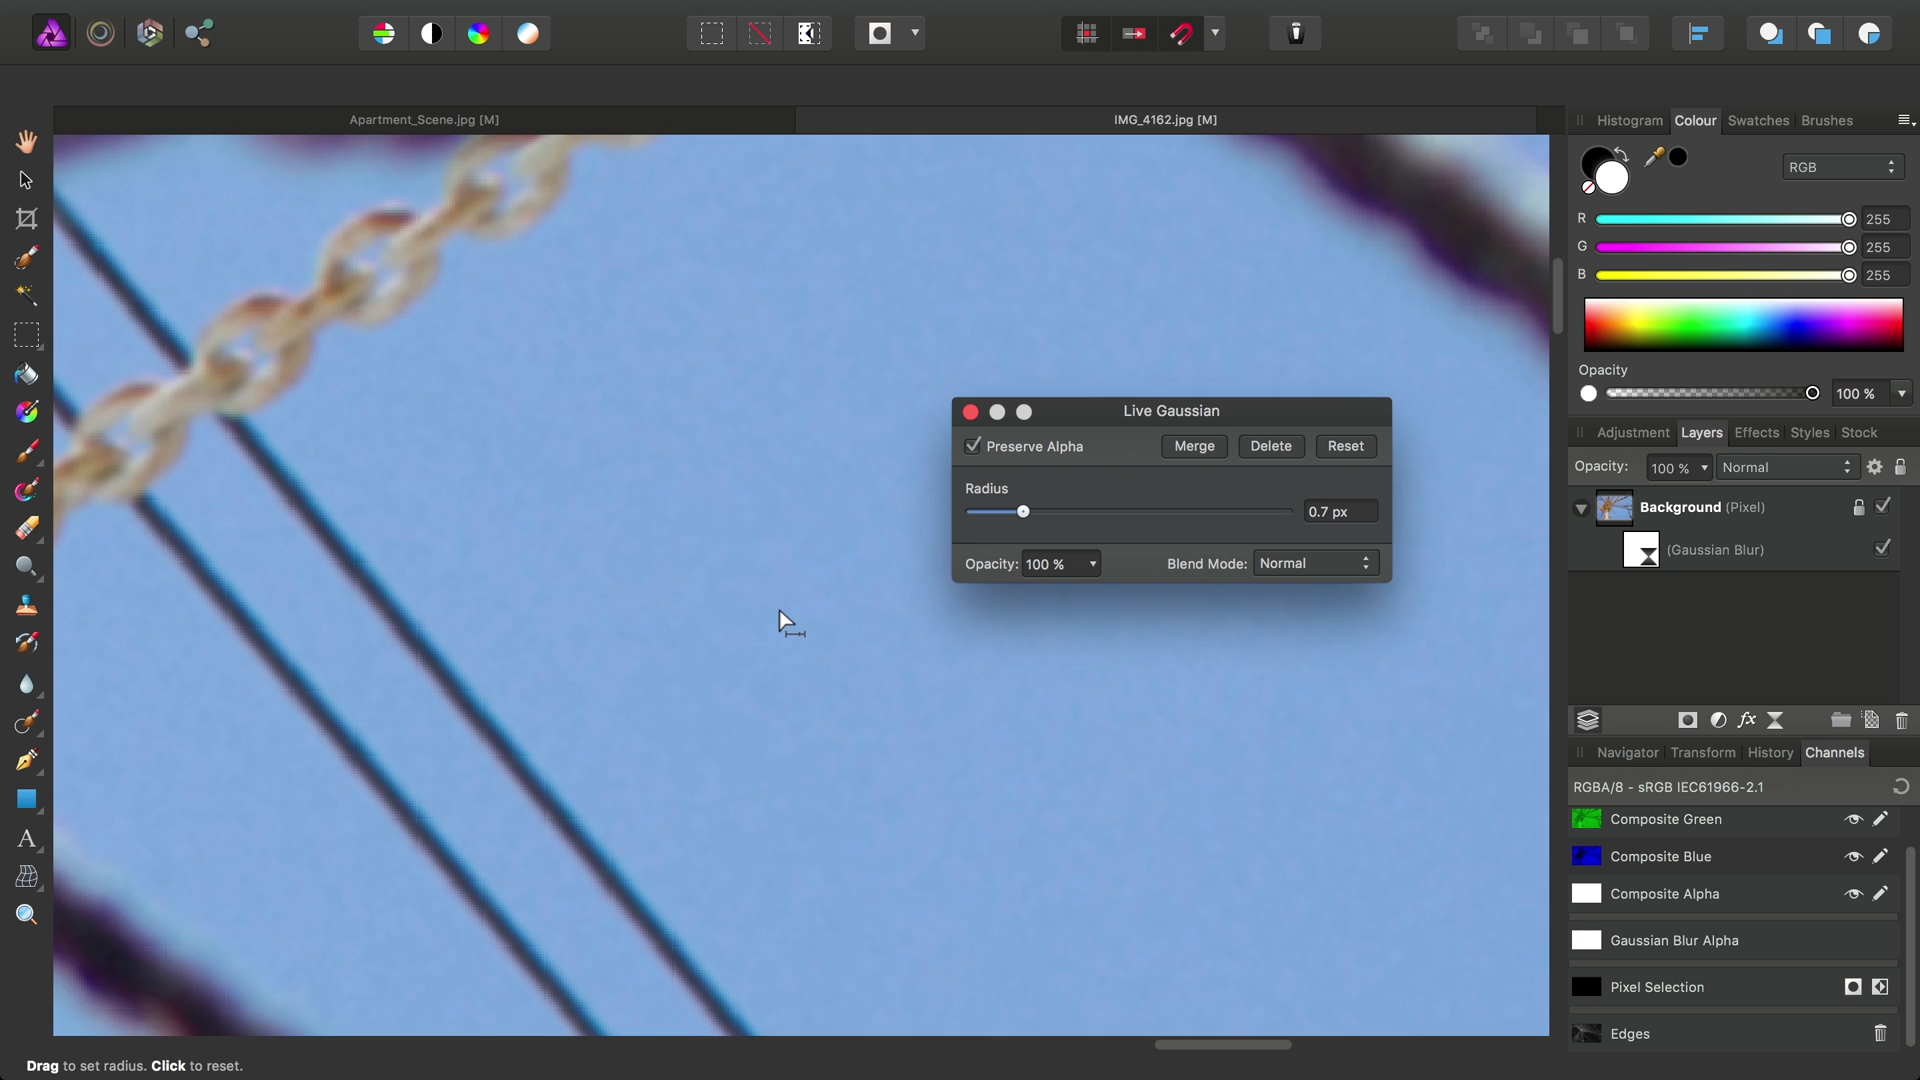 Apartment_Scene.jpg [M]
IMG_4162.jpg [M]
Histogram Colour Swatches Brushes
RGB
R 255
G 255
B 255
Opacity
100 %
Live Gaussian
Preserve Alpha Merge Delete Reset
Radius
0.7 px
Opacity: 100 % Blend Mode: Normal
Adjustment Layers Effects Styles Stock
Opacity: 100 % Normal
Background (Pixel)
(Gaussian Blur)
fx
Navigator Transform History Channels
RGBA/8 - sRGB IEC61966-2.1
Composite Green
Composite Blue
Composite Alpha
Gaussian Blur Alpha
Pixel Selection
Edges
A
Drag to set radius. Click to reset.